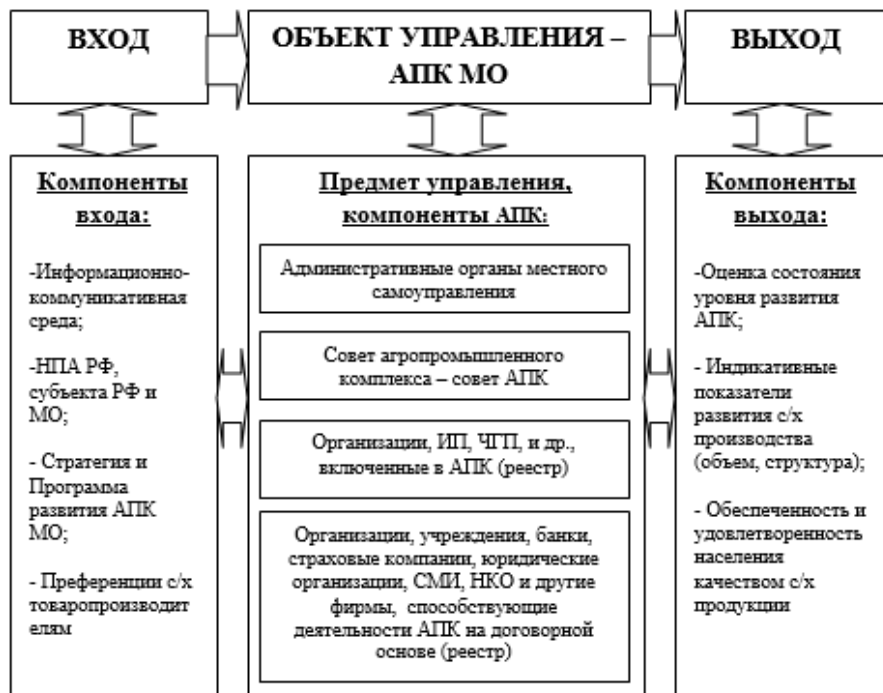 ВХОД
ОБЪЕКТ УПРАВЛЕНИЯ –
АПК МО
ВЫХОД
Компоненты
входа:
-Информационно-
коммуникативная
среда;
-НПА РФ,
субъекта РФ и
МО;
- Стратегия и
Программа
развития АПК
МО;
- Преференции с/х
товаропроизводит
елям
Предмет управления,
компоненты АПК:
Административные органы местного
самоуправления
Совет агропромышленного
комплекса – совет АПК
Организации, ИП, ЧГП, и др.,
включенные в АПК (реестр)
Организации, учреждения, банки,
страховые компании, юридические
организации, СМИ, НКО и другие
фирмы, способствующие
деятельности АПК на договорной
основе (реестр)
Компоненты
выхода:
-Оценка состояния
уровня развития
АПК;
- Индикативные
показатели
развития с/х
производства
(объем, структура);
- Обеспеченность и
удовлетворенность
населения
качеством с/х
продукции